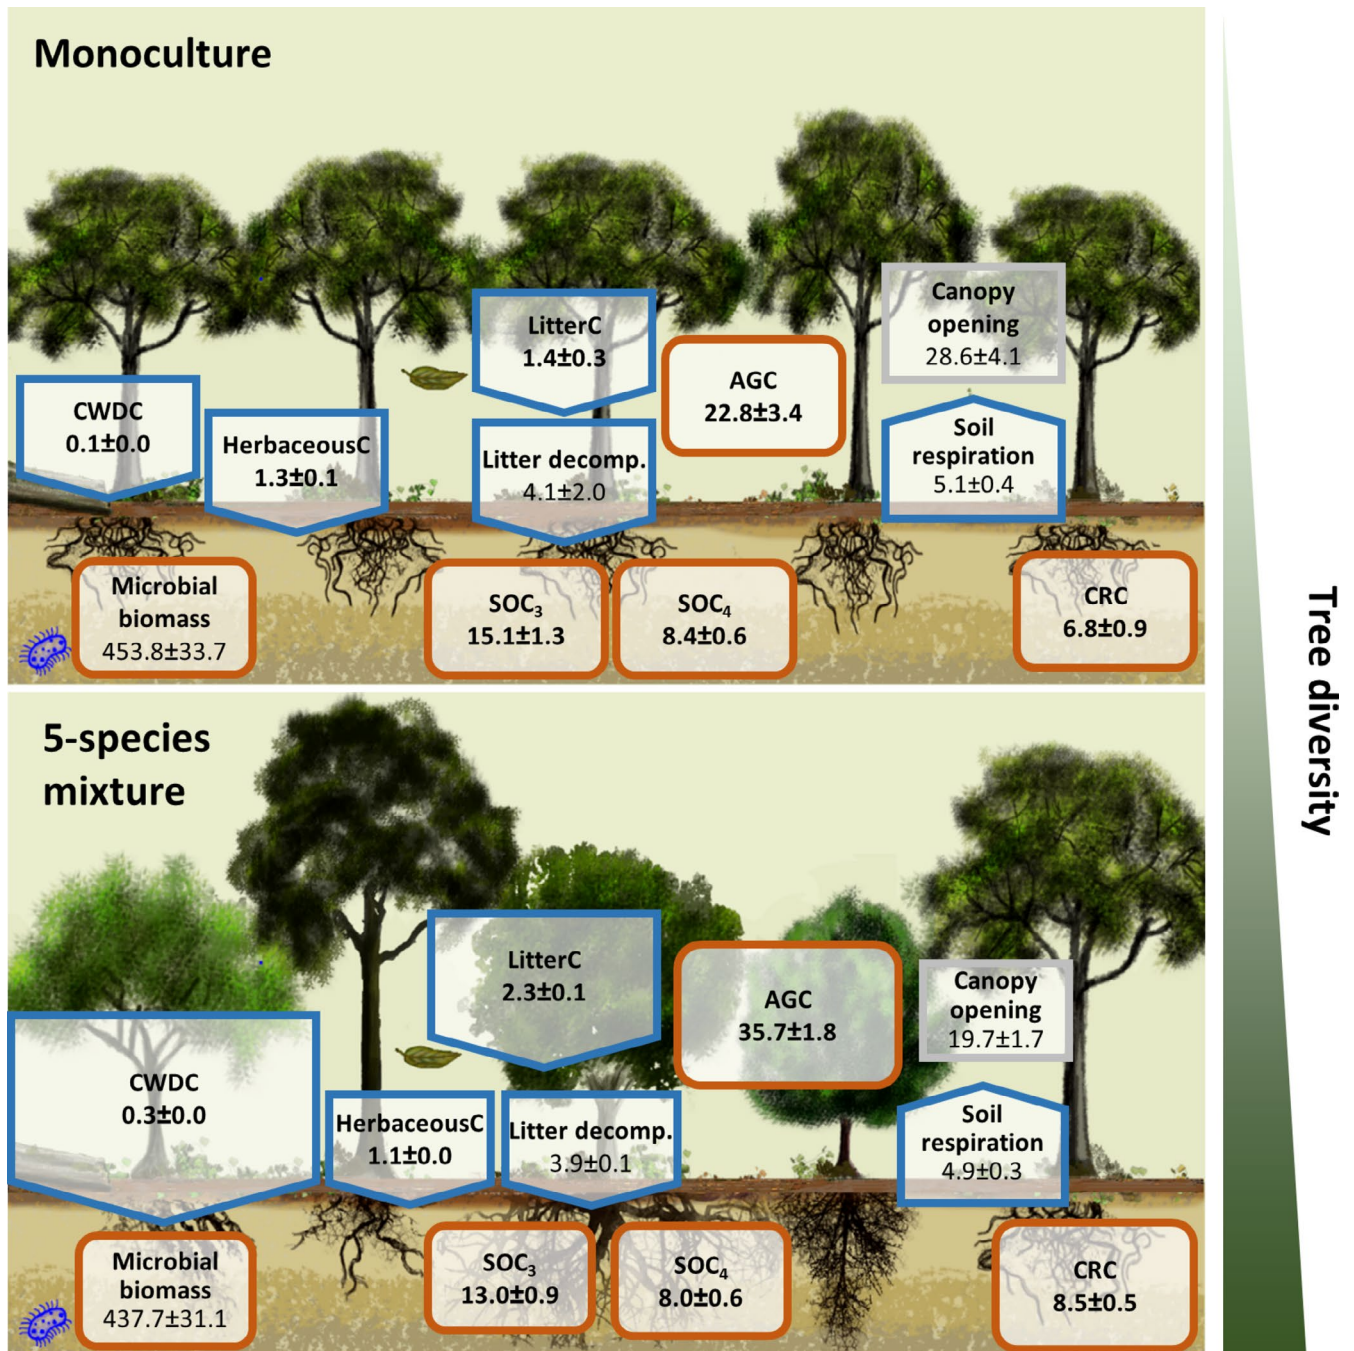 Monoculture
LitterC
1.4±0.3
Canopy
opening
28.6±4.1
AGC
22.8±3.4
CWDC
0.1±0.0
HerbaceousC
1.3±0.1
Litter decomp.
4.1±2.0
Soil
respiration
5.1±0.4
Microbial
biomass
453.8±33.7
SOC₃
15.1±1.3
SOC₄
8.4±0.6
CRC
6.8±0.9
Tree diversity
5-species
mixture
LitterC
2.3±0.1
AGC
35.7±1.8
Canopy
opening
19.7±1.7
CWDC
0.3±0.0
HerbaceousC
1.1±0.0
Litter decomp.
3.9±0.1
Soil
respiration
4.9±0.3
Microbial
biomass
437.7±31.1
SOC₃
13.0±0.9
SOC₄
8.0±0.6
CRC
8.5±0.5